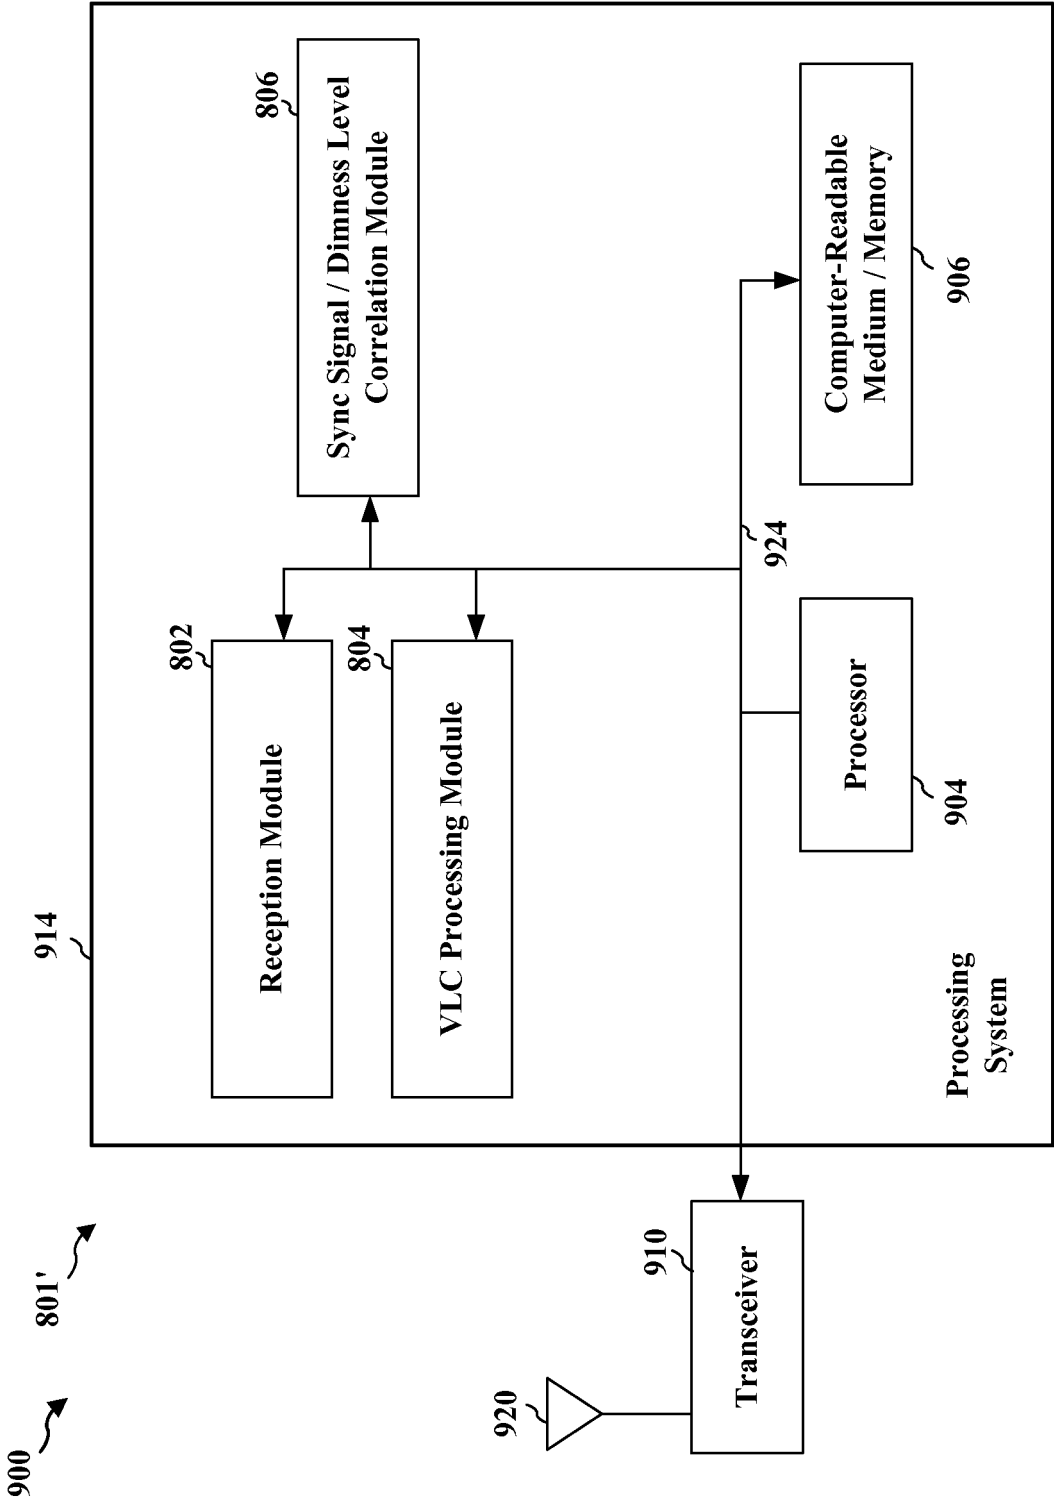 900
801'
914
802
Reception Module
804
VLC Processing Module
806
Sync Signal / Dimness Level
Correlation Module
920
910
Transceiver
924
Processor
904
Computer-Readable
Medium / Memory
906
Processing
System